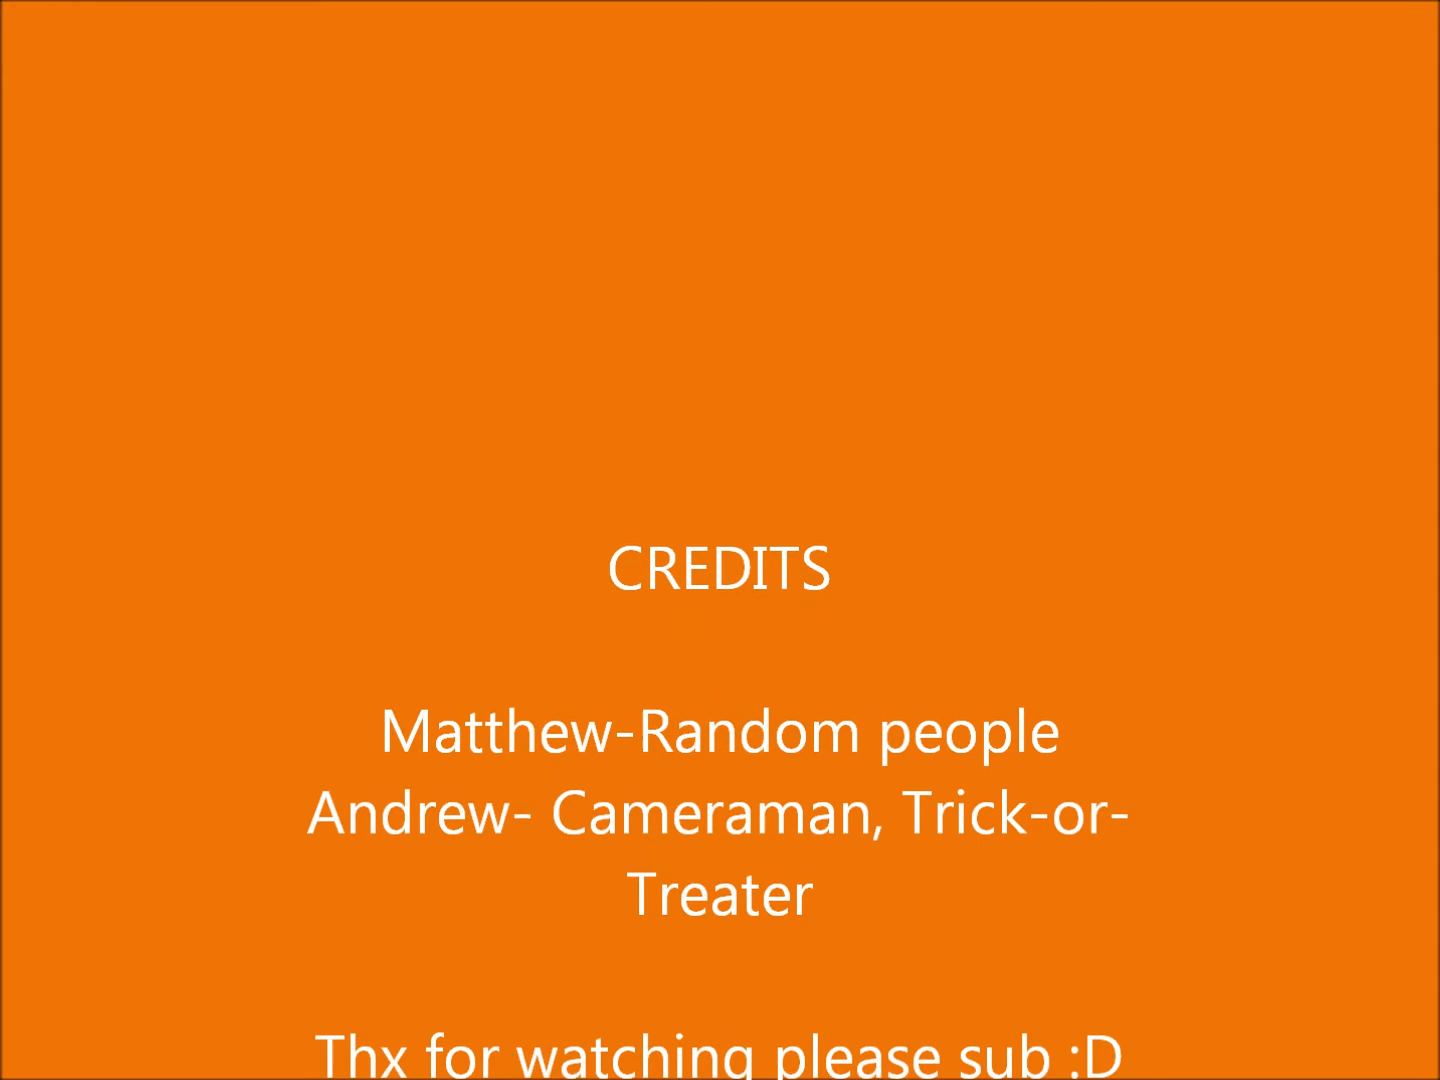 CREDITS
Matthew-Random people
Andrew- Cameraman, Trick-or-
Treater
Thx for watching please sub :D